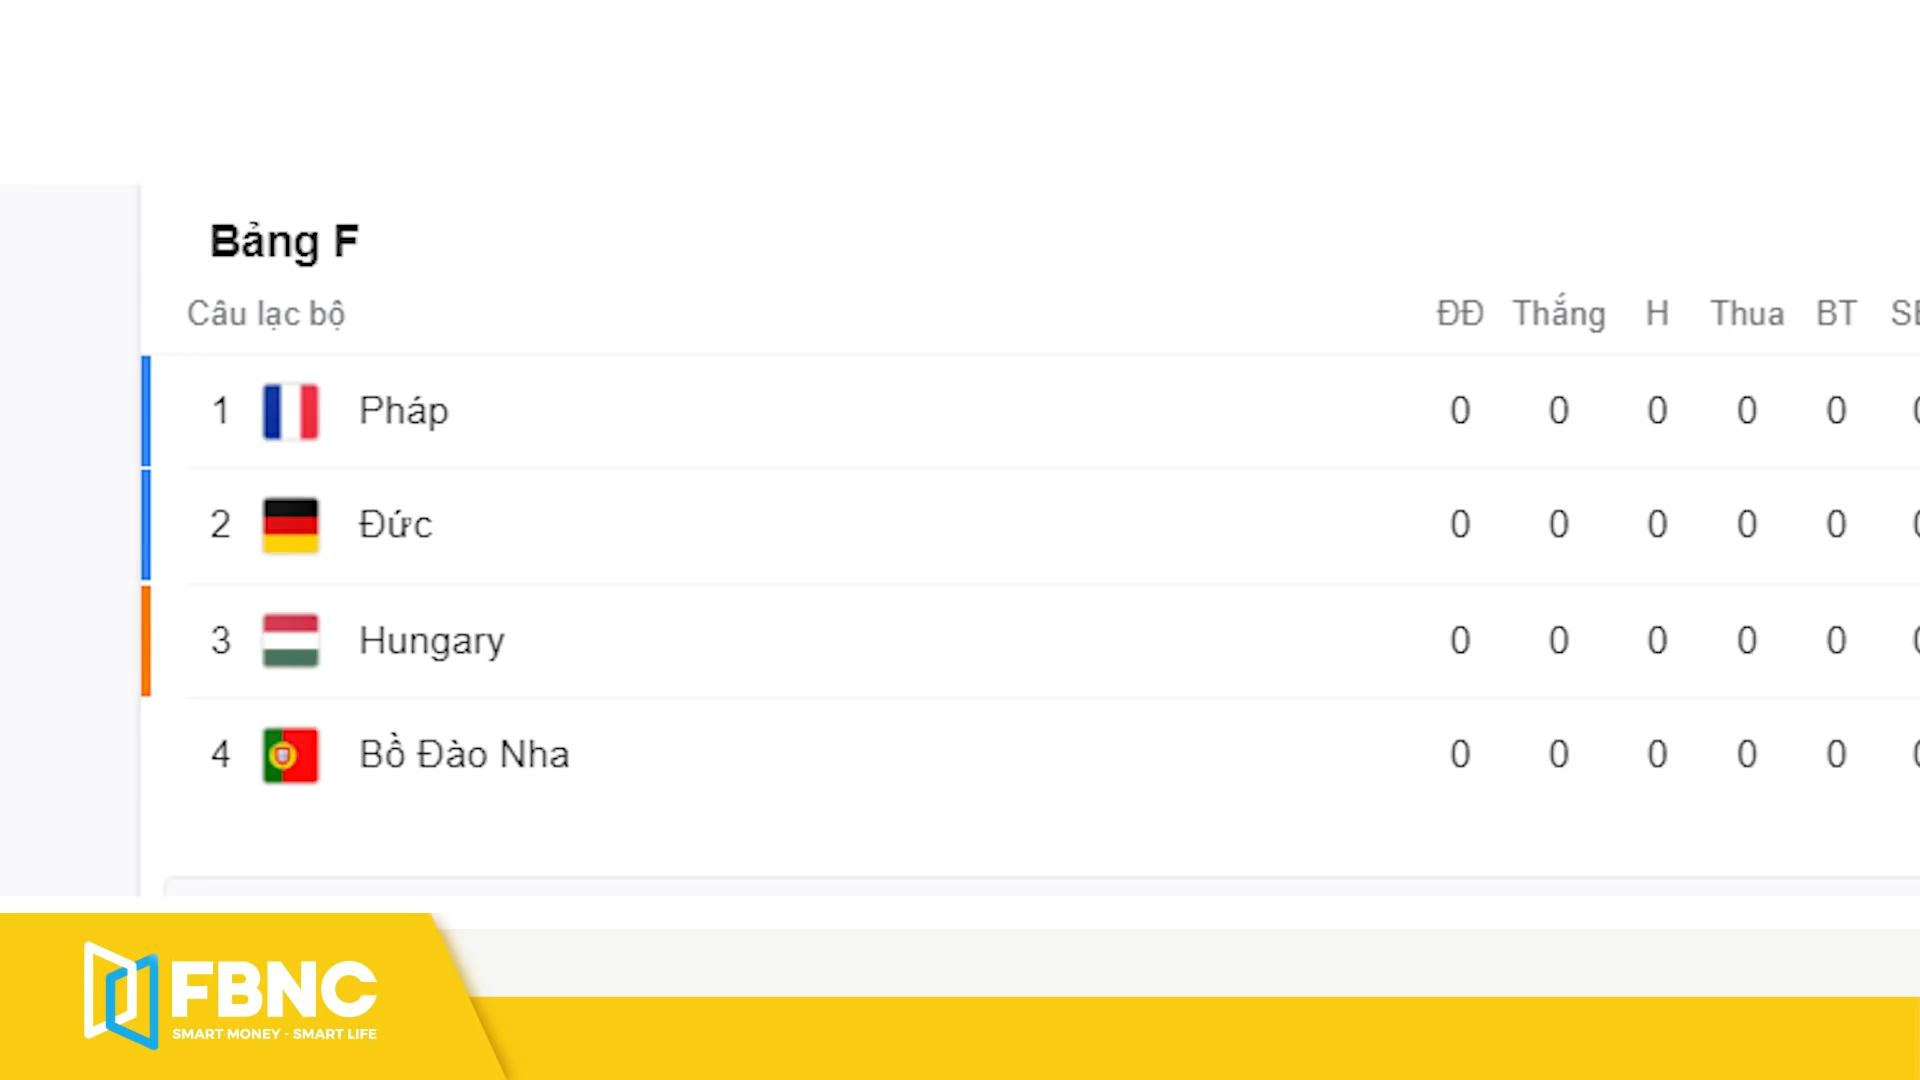 Bảng F
Câu lạc bộ ĐĐ Thắng H Thua BT
1 Pháp 0 0 0 0 0
2 Đức 0 0 0 0 0
3 Hungary 0 0 0 0 0
4 Bồ Đào Nha 0 0 0 0 0
FBNC
SMART MONEY - SMART LIFE